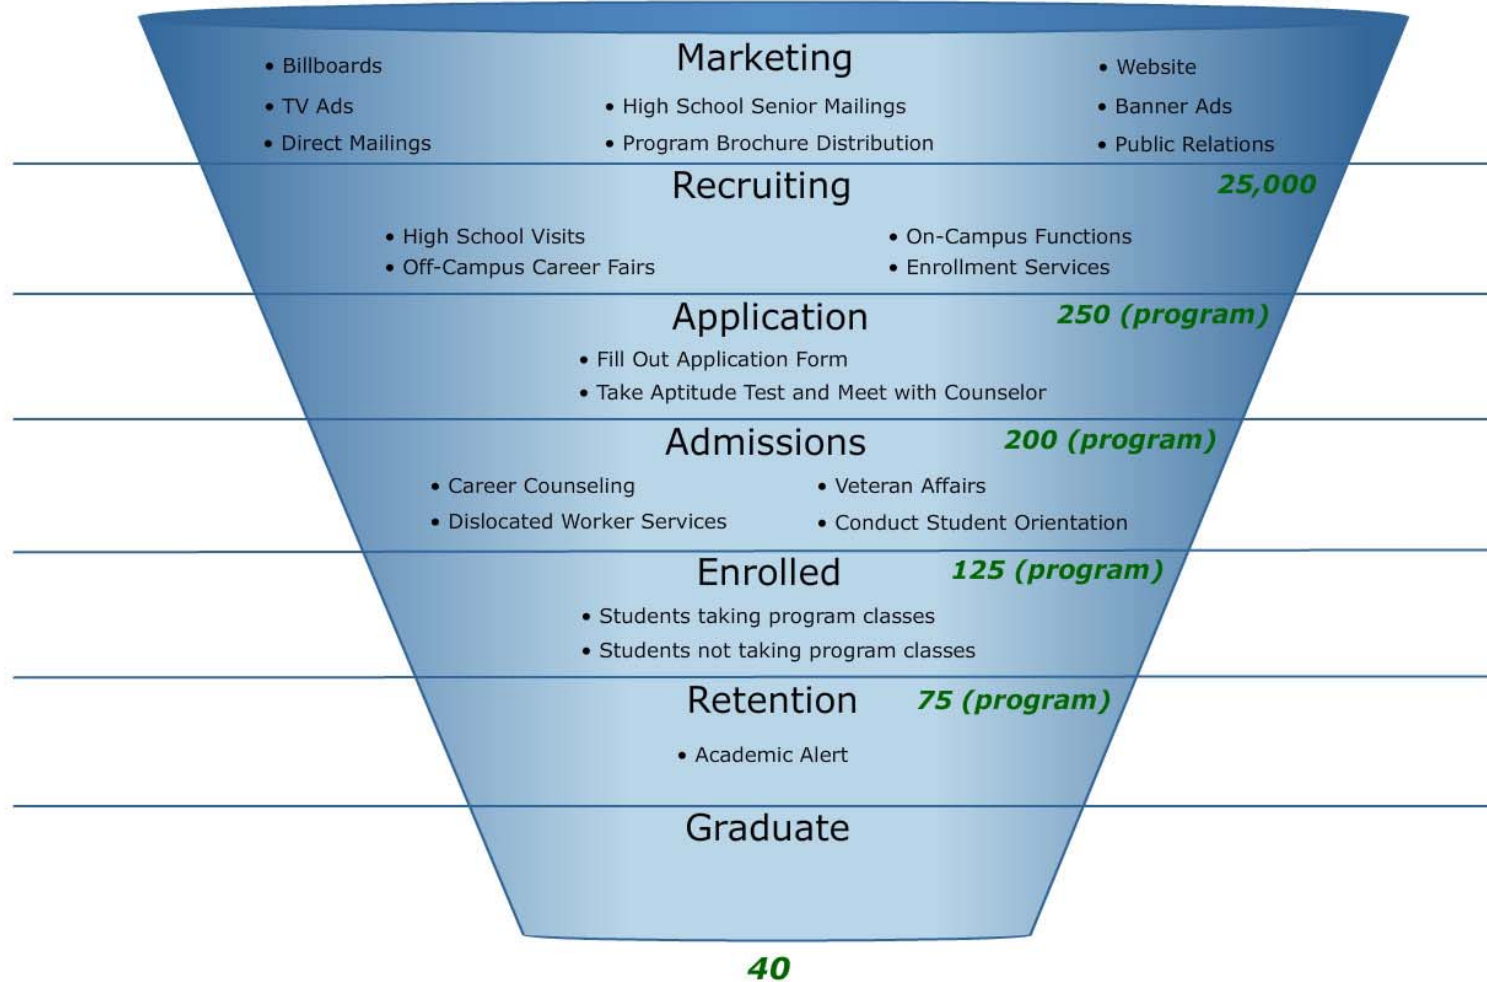 Marketing
• Billboards
• TV Ads
• Direct Mailings
• High School Senior Mailings
• Program Brochure Distribution
• Website
• Banner Ads
• Public Relations
Recruiting
25,000
• High School Visits
• Off-Campus Career Fairs
• On-Campus Functions
• Enrollment Services
Application
250 (program)
• Fill Out Application Form
• Take Aptitude Test and Meet with Counselor
Admissions
200 (program)
• Career Counseling
• Dislocated Worker Services
• Veteran Affairs
• Conduct Student Orientation
Enrolled
125 (program)
• Students taking program classes
• Students not taking program classes
Retention
75 (program)
• Academic Alert
Graduate
40